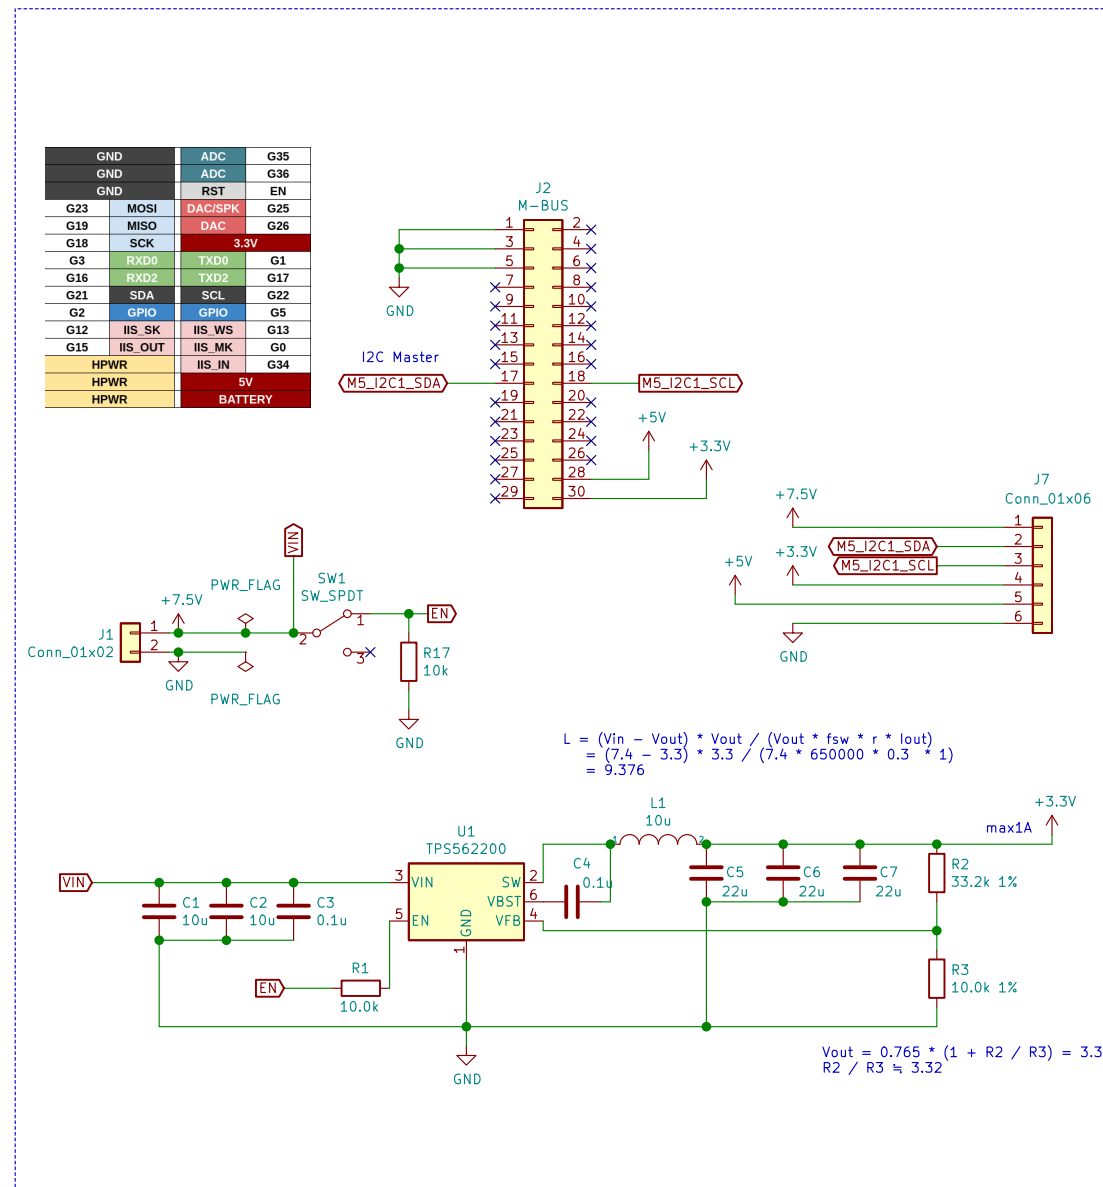 GND ADC G35
GND ADC G36
GND RST EN
G23 MOSI DAC/SPK G25
G19 MISO DAC G26
G18 SCK 3.3V
G3 RXD0 TXD0 G1
G16 RXD2 TXD2 G17
G21 SDA SCL G22
G2 GPIO GPIO G5
G12 IIS_SK IIS_WS G13
G15 IIS_OUT IIS_MK G0
HPWR IIS_IN G34
HPWR 5V
HPWR BATTERY
J2
M-BUS
1 2
3 4
5 6
7 8
9 10
11 12
13 14
15 16
17 18
19 20
21 22
23 24
25 26
27 28
29 30
GND
I2C Master
M5_I2C1_SDA
M5_I2C1_SCL
+5V
+3.3V
J7
Conn_01x06
+7.5V
1
M5_I2C1_SDA 2
M5_I2C1_SCL 3
+3.3V 4
+5V 5
6
GND
VIN
PWR_FLAG
+7.5V
SW1
SW_SPDT
1
2
3
EN
J1
Conn_01x02
1
2
GND
PWR_FLAG
R17
10k
GND
L = (Vin - Vout) * Vout / (Vout * fsw * r * Iout)
= (7.4 - 3.3) * 3.3 / (7.4 * 650000 * 0.3 * 1)
= 9.376
L1
10u
1 2
max1A
+3.3V
U1
TPS562200
VIN
3 VIN
5 EN
SW 2
VBST 6
VFB 4
GND
1
C4
0.1u
C1
10u
C2
10u
C3
0.1u
C5
22u
C6
22u
C7
22u
R2
33.2k 1%
R3
10.0k 1%
EN
R1
10.0k
GND
Vout = 0.765 * (1 + R2 / R3) = 3.3
R2 / R3 ≒ 3.32